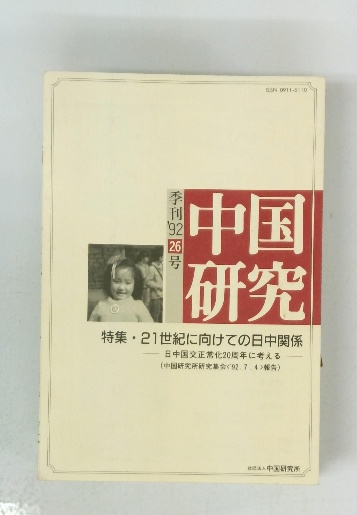 ISSN 0911-5110
季刊'92 26号
中国
研究
特集・21世紀に向けての日中関係
── 日中国交正常化20周年に考える ──
(中国研究所研究集会<'92.7.4>報告)
社団法人 中国研究所